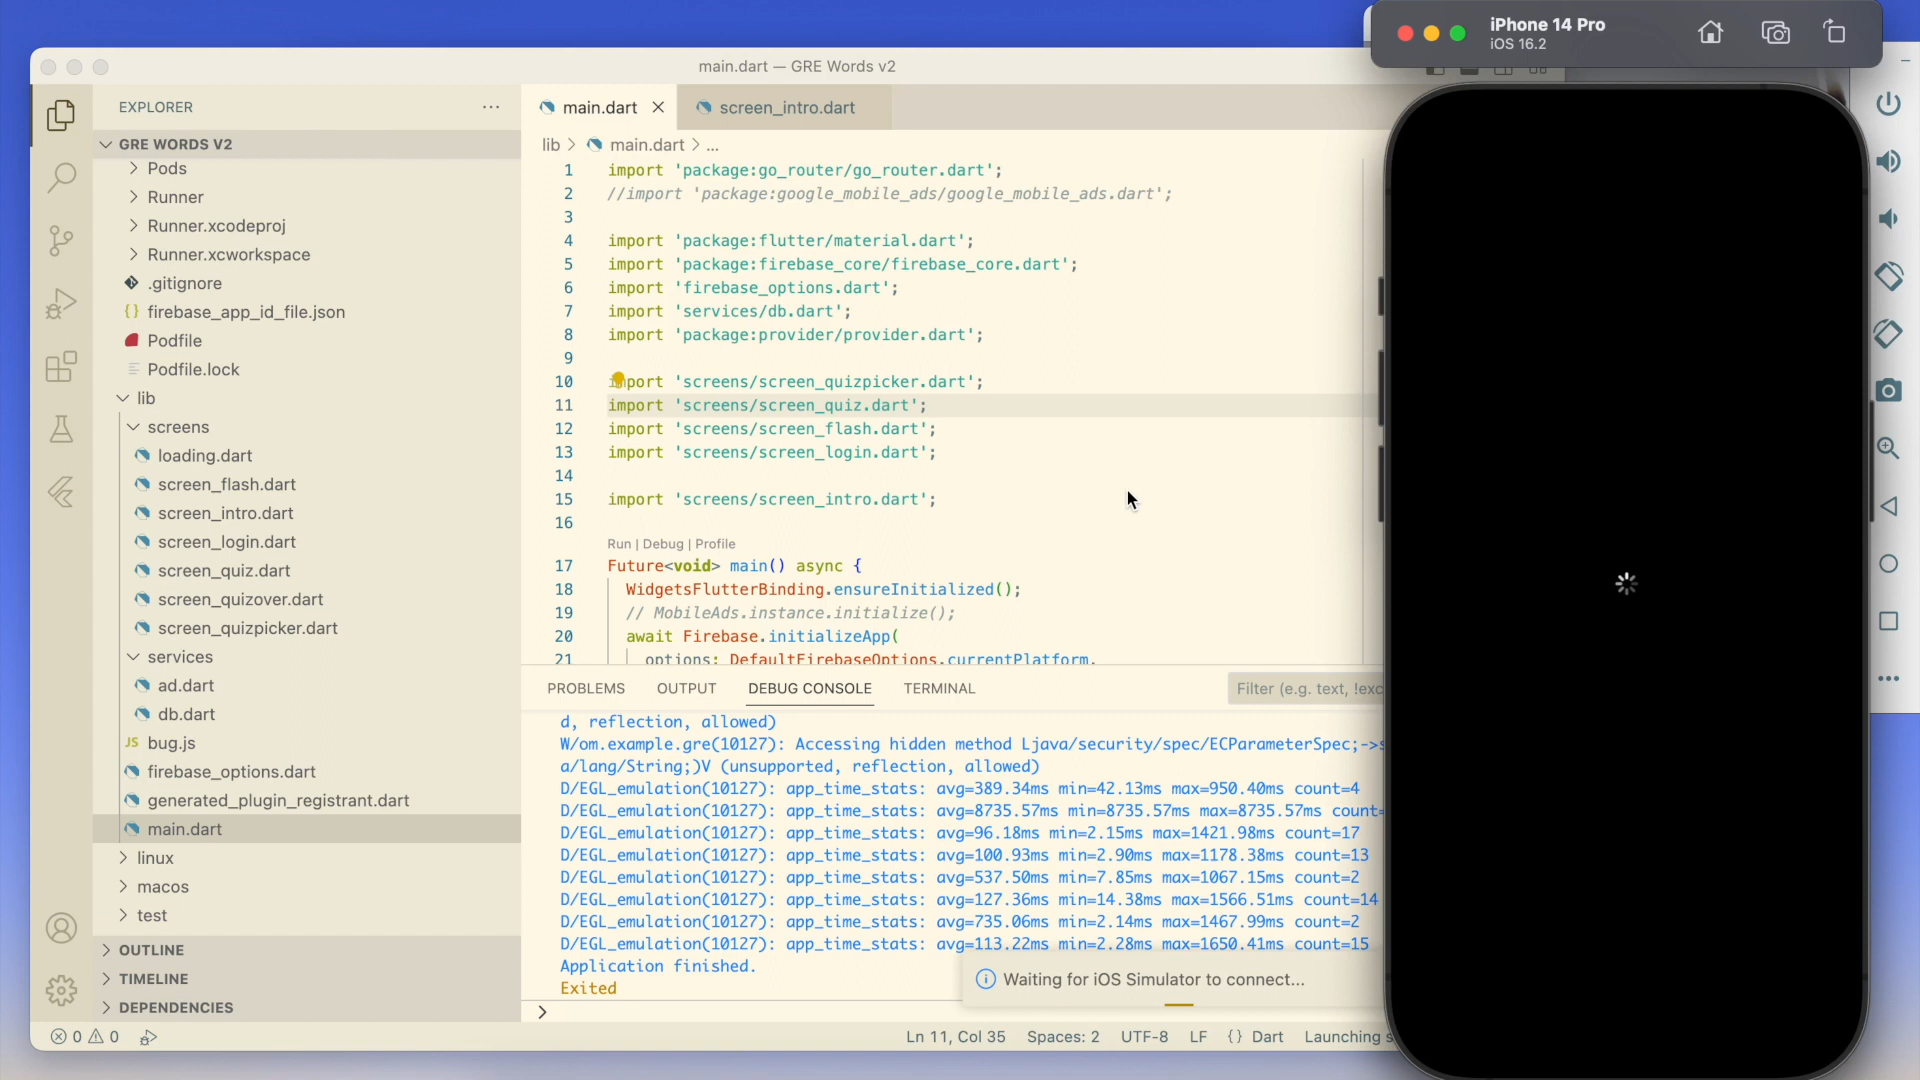 iPhone 14 Pro
iOS 16.2
main.dart — GRE Words v2
EXPLORER
GRE WORDS V2
Pods
Runner
Runner.xcodeproj
Runner.xcworkspace
.gitignore
{} firebase_app_id_file.json
Podfile
Podfile.lock
lib
screens
loading.dart
screen_flash.dart
screen_intro.dart
screen_login.dart
screen_quiz.dart
screen_quizover.dart
screen_quizpicker.dart
services
ad.dart
db.dart
JS bug.js
firebase_options.dart
generated_plugin_registrant.dart
main.dart
linux
macos
test
OUTLINE
TIMELINE
DEPENDENCIES
main.dart
screen_intro.dart
lib > main.dart > ...
1 import 'package:go_router/go_router.dart';
2 //import 'package:google_mobile_ads/google_mobile_ads.dart';
3
4 import 'package:flutter/material.dart';
5 import 'package:firebase_core/firebase_core.dart';
6 import 'firebase_options.dart';
7 import 'services/db.dart';
8 import 'package:provider/provider.dart';
9
10 import 'screens/screen_quizpicker.dart';
11 import 'screens/screen_quiz.dart';
12 import 'screens/screen_flash.dart';
13 import 'screens/screen_login.dart';
14
15 import 'screens/screen_intro.dart';
16
Run | Debug | Profile
17 Future<void> main() async {
18 WidgetsFlutterBinding.ensureInitialized();
19 // MobileAds.instance.initialize();
20 await Firebase.initializeApp(
21 options: DefaultFirebaseOptions.currentPlatform,
PROBLEMS OUTPUT DEBUG CONSOLE TERMINAL
Filter (e.g. text, !exc
d, reflection, allowed)
W/om.example.gre(10127): Accessing hidden method Ljava/security/spec/ECParameterSpec;->s
a/lang/String;)V (unsupported, reflection, allowed)
D/EGL_emulation(10127): app_time_stats: avg=389.34ms min=42.13ms max=950.40ms count=4
D/EGL_emulation(10127): app_time_stats: avg=8735.57ms min=8735.57ms max=8735.57ms count=
D/EGL_emulation(10127): app_time_stats: avg=96.18ms min=2.15ms max=1421.98ms count=17
D/EGL_emulation(10127): app_time_stats: avg=100.93ms min=2.90ms max=1178.38ms count=13
D/EGL_emulation(10127): app_time_stats: avg=537.50ms min=7.85ms max=1067.15ms count=2
D/EGL_emulation(10127): app_time_stats: avg=127.36ms min=14.38ms max=1566.51ms count=14
D/EGL_emulation(10127): app_time_stats: avg=735.06ms min=2.14ms max=1467.99ms count=2
D/EGL_emulation(10127): app_time_stats: avg=113.22ms min=2.28ms max=1650.41ms count=15
Application finished.
Exited
Waiting for iOS Simulator to connect...
0 0
Ln 11, Col 35 Spaces: 2 UTF-8 LF {} Dart Launching s